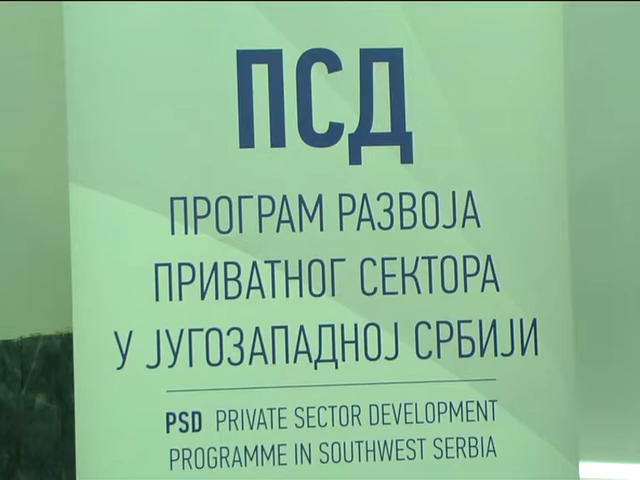 ПСД
ПРОГРАМ РАЗВОЈА
ПРИВАТНОГ СЕКТОРА
У ЈУГОЗАПАДНОЈ СРБИЈИ
PSD PRIVATE SECTOR DEVELOPMENT
PROGRAMME IN SOUTHWEST SERBIA